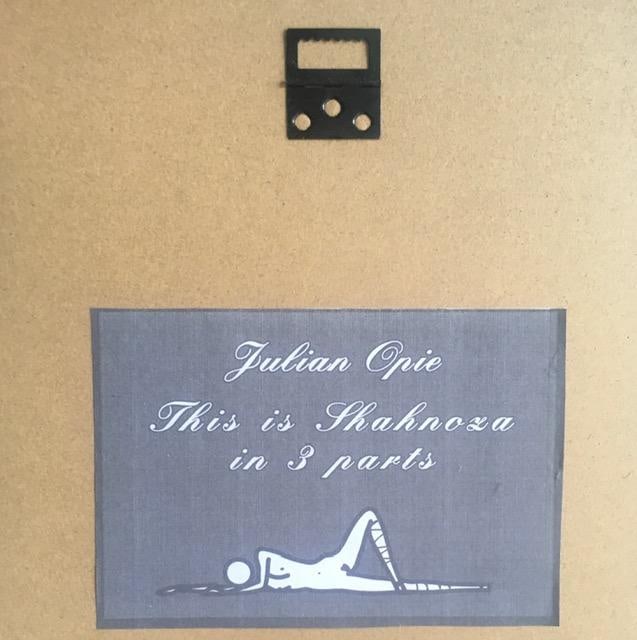 Julian Opie
This is Shahnoza
in 3 parts